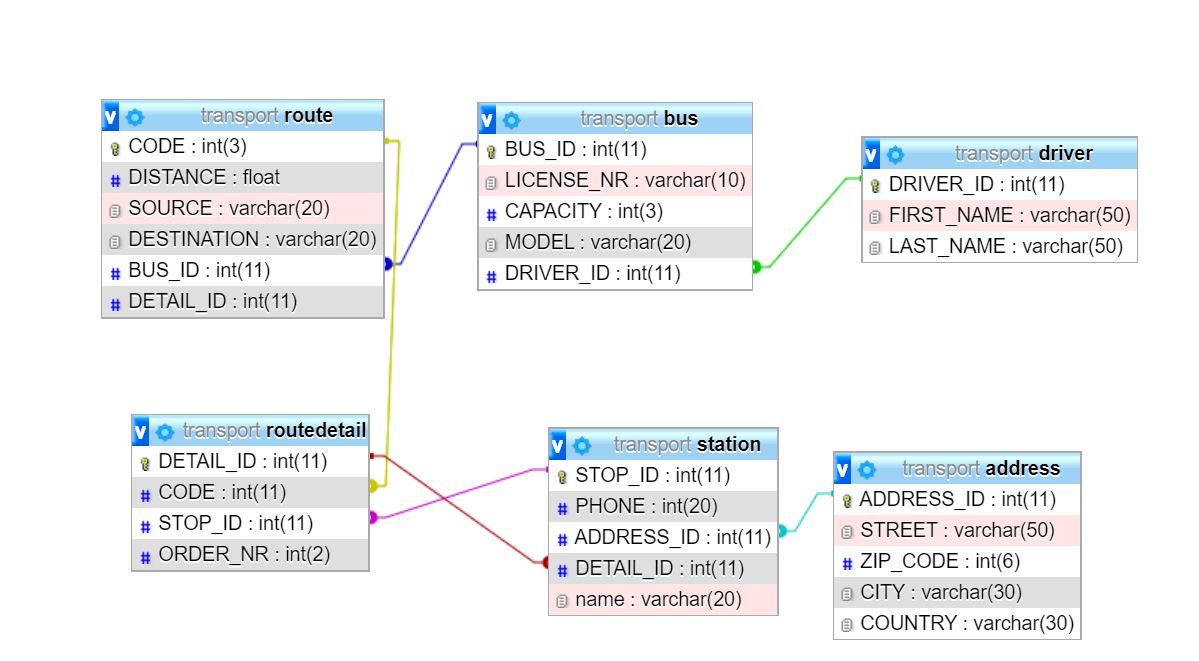 transport route
CODE : int(3)
DISTANCE : float
SOURCE : varchar(20)
DESTINATION : varchar(20)
BUS_ID : int(11)
DETAIL_ID : int(11)
transport bus
BUS_ID : int(11)
LICENSE_NR : varchar(10)
CAPACITY : int(3)
MODEL : varchar(20)
DRIVER_ID : int(11)
transport driver
DRIVER_ID : int(11)
FIRST_NAME : varchar(50)
LAST_NAME : varchar(50)
transport routedetail
DETAIL_ID : int(11)
CODE : int(11)
STOP_ID : int(11)
ORDER_NR : int(2)
transport station
STOP_ID : int(11)
PHONE : int(20)
ADDRESS_ID : int(11)
DETAIL_ID : int(11)
name : varchar(20)
transport address
ADDRESS_ID : int(11)
STREET : varchar(50)
ZIP_CODE : int(6)
CITY : varchar(30)
COUNTRY : varchar(30)